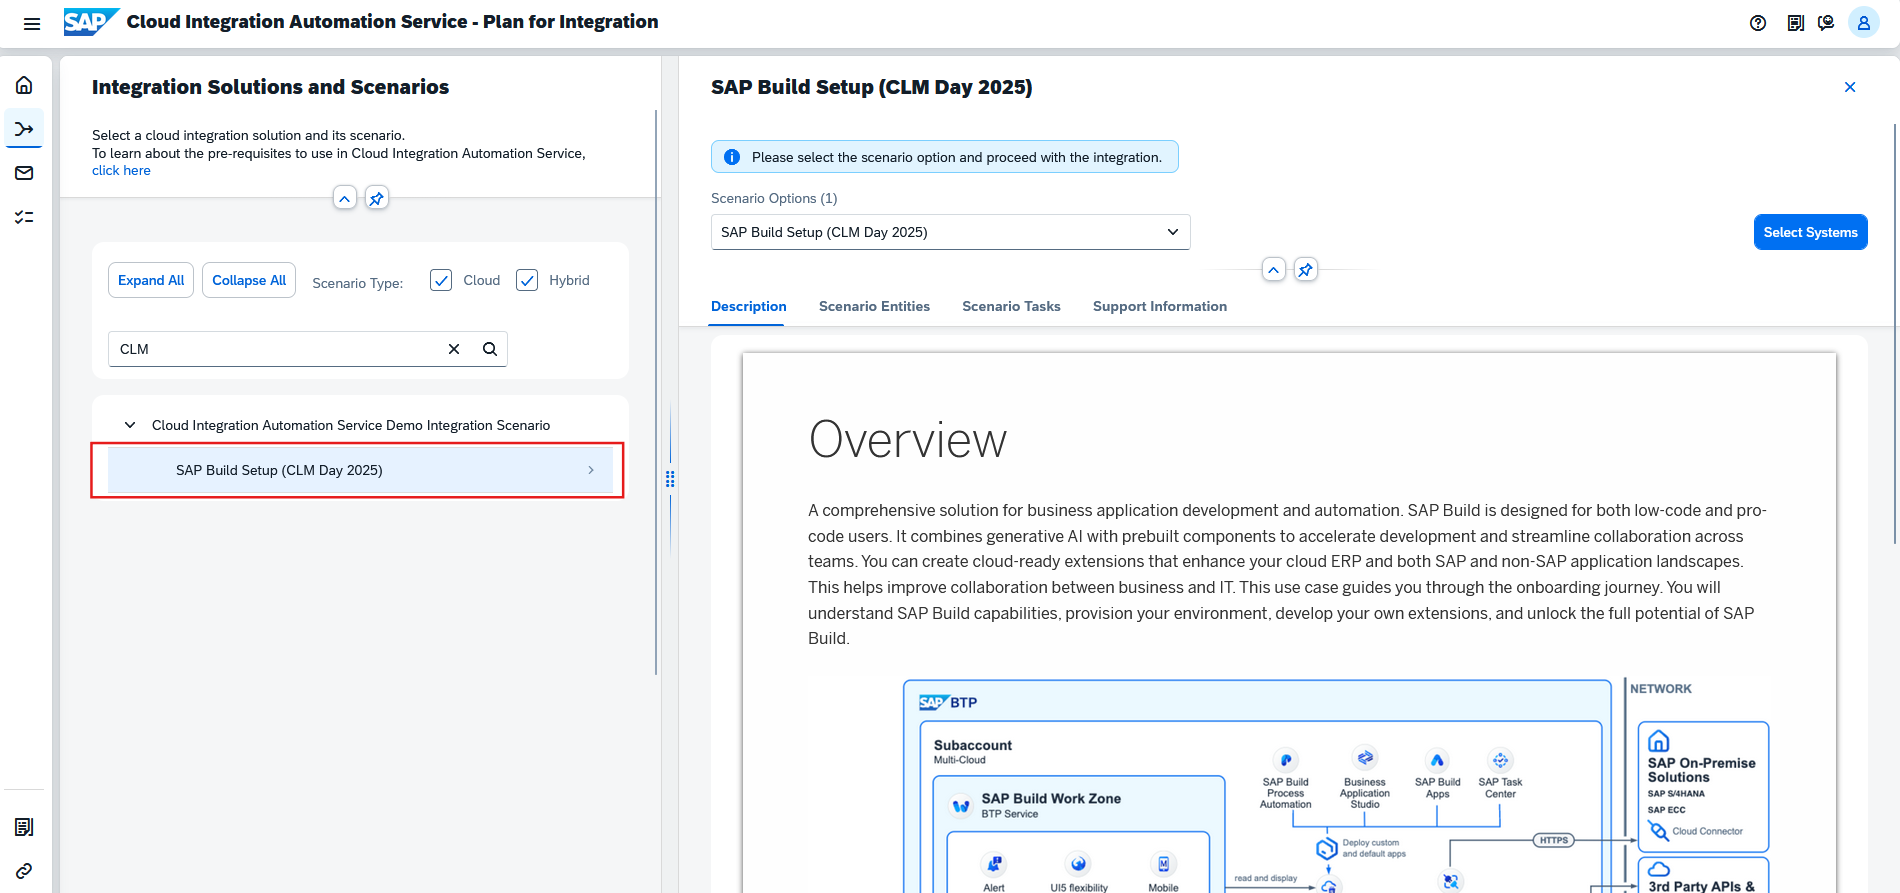 SAP Cloud Integration Automation Service - Plan for Integration
Integration Solutions and Scenarios
Select a cloud integration solution and its scenario.
To learn about the pre-requisites to use in Cloud Integration Automation Service,
click here
Expand All
Collapse All
Scenario Type:
Cloud
Hybrid
CLM
Cloud Integration Automation Service Demo Integration Scenario
SAP Build Setup (CLM Day 2025)
SAP Build Setup (CLM Day 2025)
Please select the scenario option and proceed with the integration.
Scenario Options (1)
SAP Build Setup (CLM Day 2025)
Select Systems
Description
Scenario Entities
Scenario Tasks
Support Information
Overview
A comprehensive solution for business application development and automation. SAP Build is designed for both low-code and pro-
code users. It combines generative AI with prebuilt components to accelerate development and streamline collaboration across
teams. You can create cloud-ready extensions that enhance your cloud ERP and both SAP and non-SAP application landscapes.
This helps improve collaboration between business and IT. This use case guides you through the onboarding journey. You will
understand SAP Build capabilities, provision your environment, develop your own extensions, and unlock the full potential of SAP
Build.
SAP BTP
Subaccount
Multi-Cloud
SAP Build Work Zone
BTP Service
Alert
UI5 flexibility
M
Mobile
SAP Build
Process
Automation
Business
Application
Studio
SAP Build
Apps
SAP Task
Center
Deploy custom
and default apps
read and display
HTTPS
NETWORK
SAP On-Premise
Solutions
SAP S/4HANA
SAP ECC
Cloud Connector
3rd Party APIs &